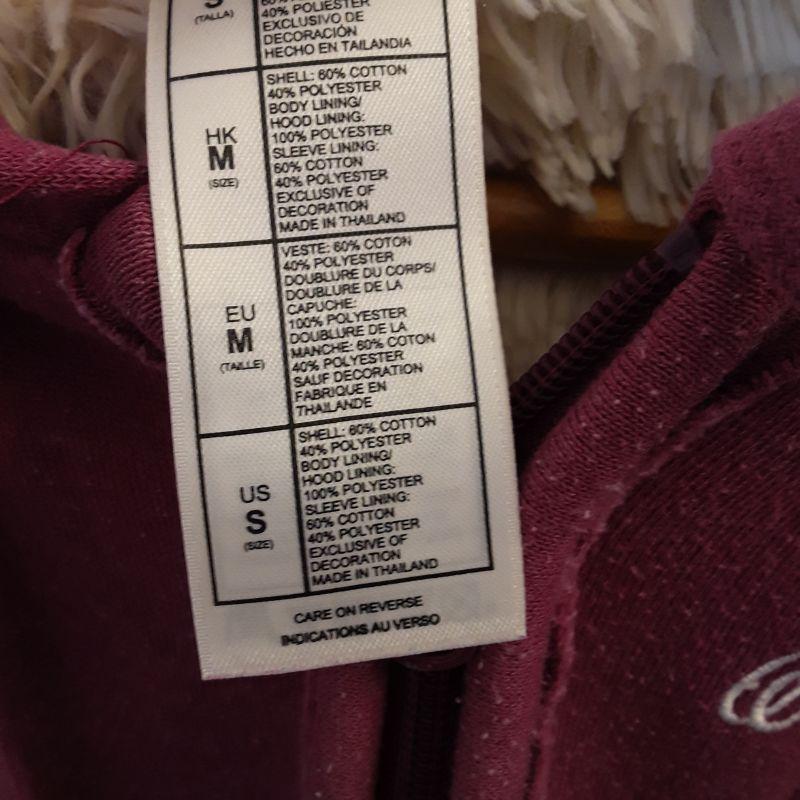 S
(TALLA)
40% POLIESTER
EXCLUSIVO DE
DECORACIÓN
HECHO EN TAILANDIA
HK
M
(SIZE)
SHELL: 60% COTTON
40% POLYESTER
BODY LINING/
HOOD LINING:
100% POLYESTER
SLEEVE LINING:
60% COTTON
40% POLYESTER
EXCLUSIVE OF
DECORATION
MADE IN THAILAND
EU
M
(TAILLE)
VESTE: 60% COTON
40% POLYESTER
DOUBLURE DU CORPS/
DOUBLURE DE LA
CAPUCHE:
100% POLYESTER
DOUBLURE DE LA
MANCHE: 60% COTON
40% POLYESTER
SAUF DECORATION
FABRIQUE EN
THAILANDE
US
S
(SIZE)
SHELL: 60% COTTON
40% POLYESTER
BODY LINING/
HOOD LINING:
100% POLYESTER
SLEEVE LINING:
60% COTTON
40% POLYESTER
EXCLUSIVE OF
DECORATION
MADE IN THAILAND
CARE ON REVERSE
INDICATIONS AU VERSO